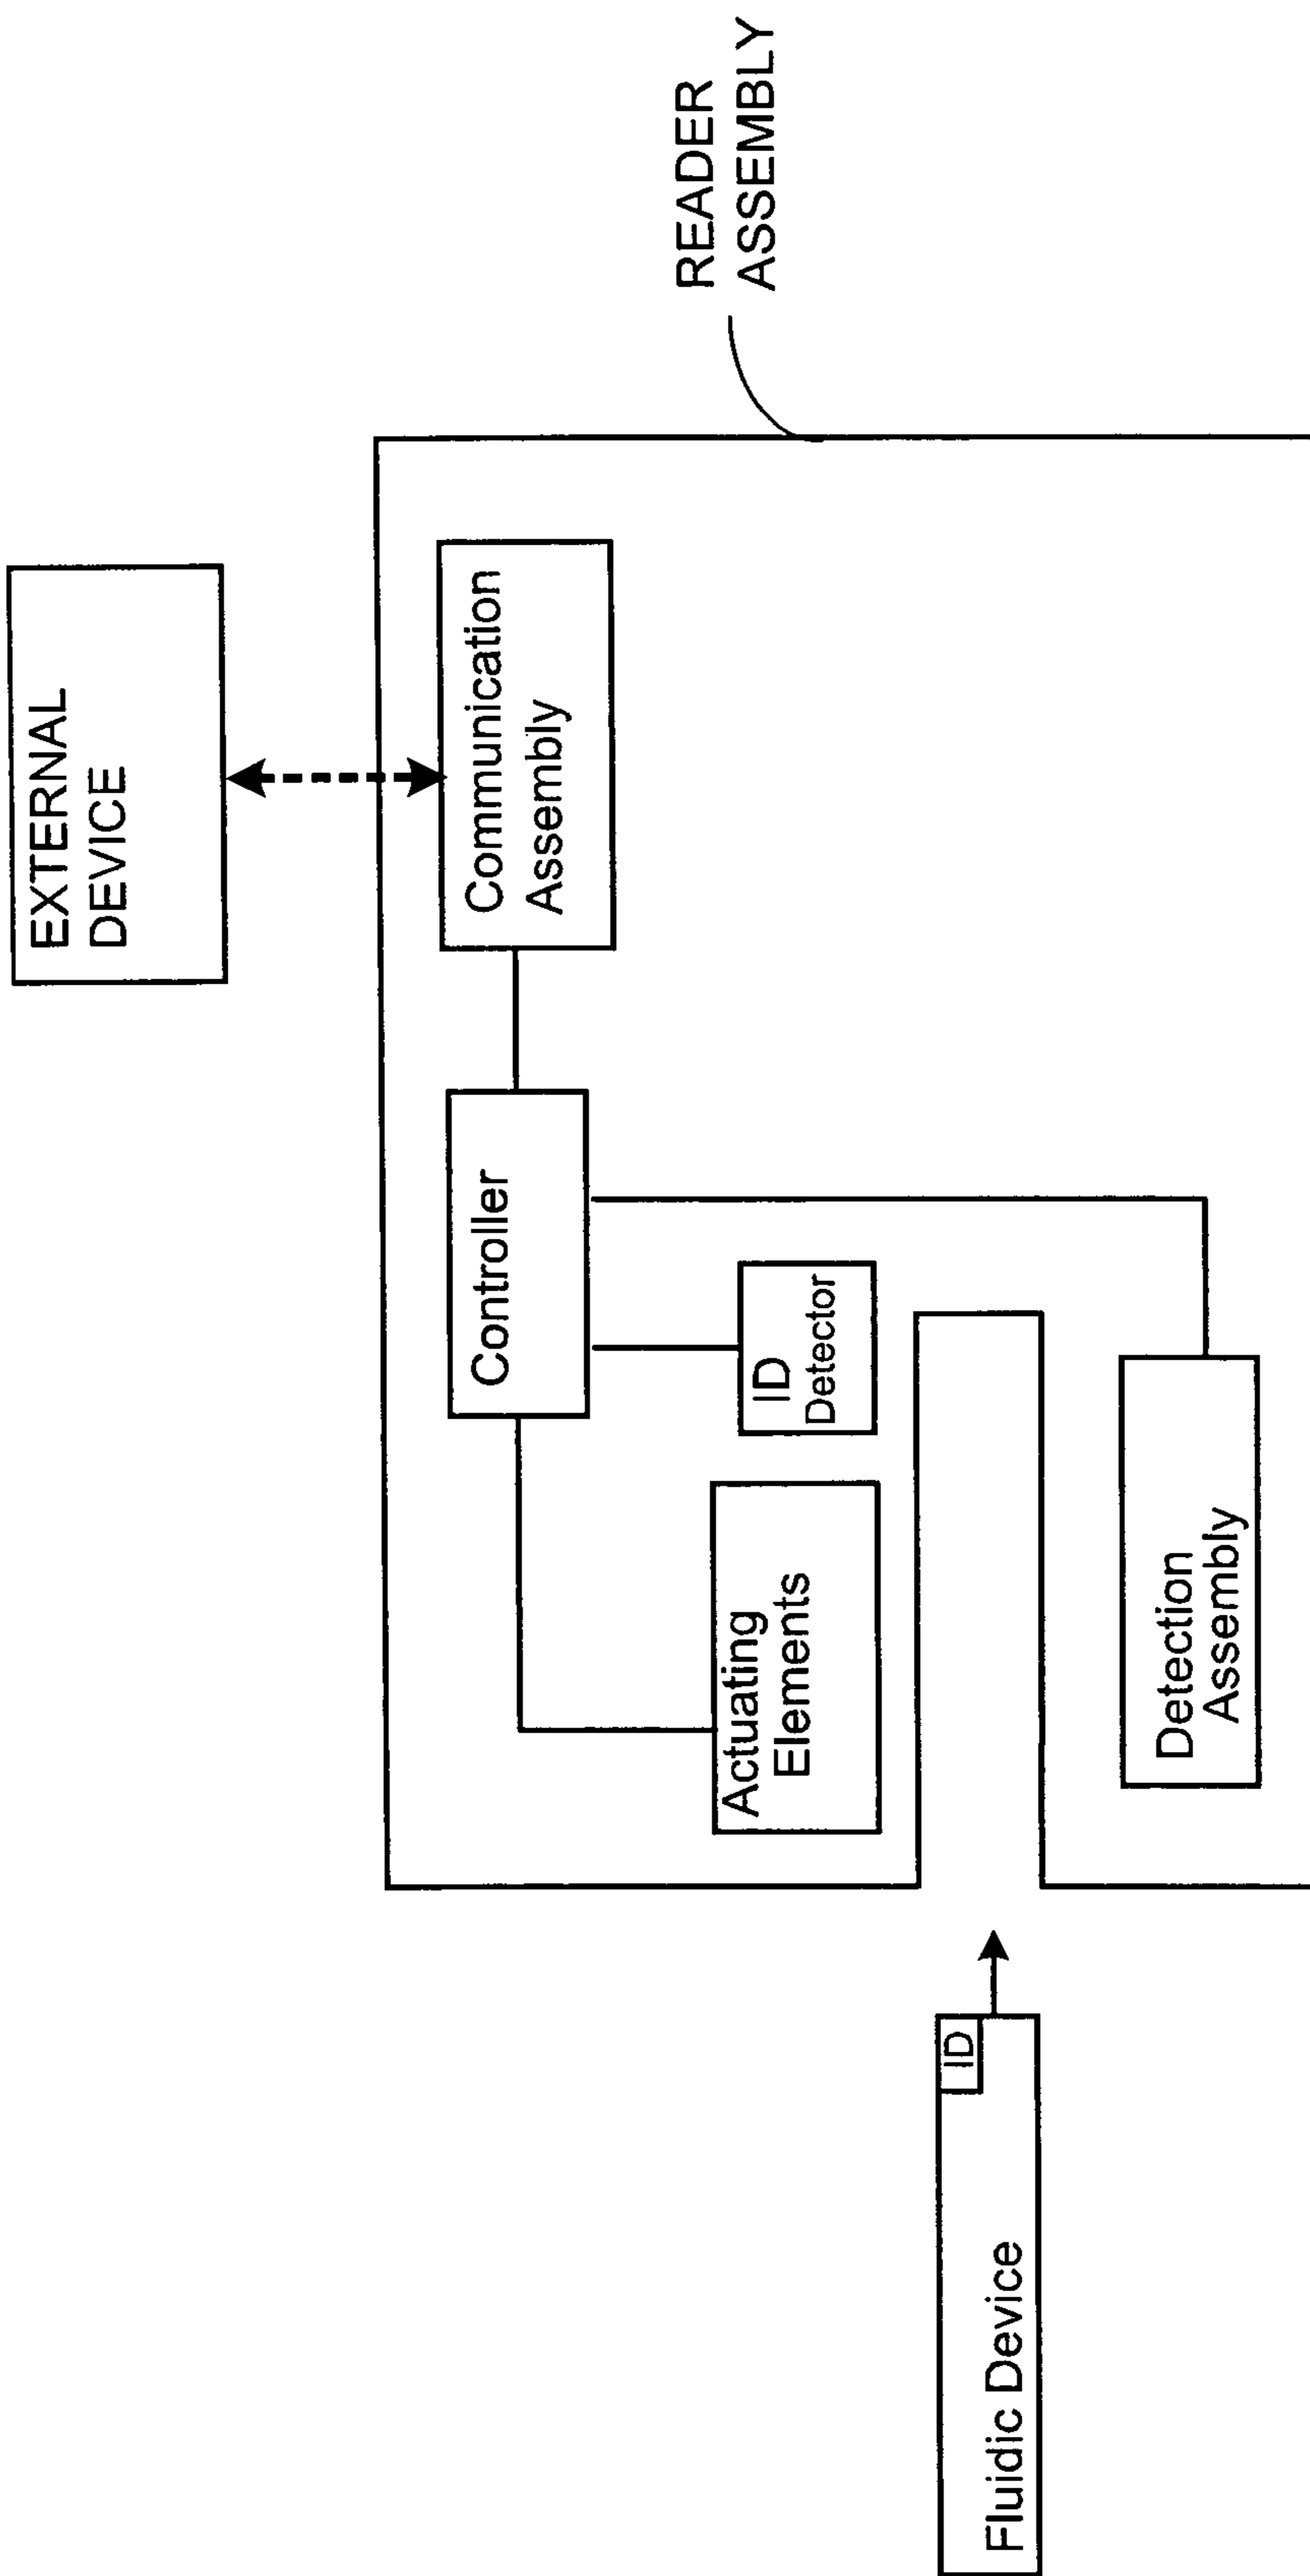 EXTERNAL
DEVICE
READER
ASSEMBLY
Communication
Assembly
Controller
ID
Detector
Actuating
Elements
Detection
Assembly
ID
Fluidic Device